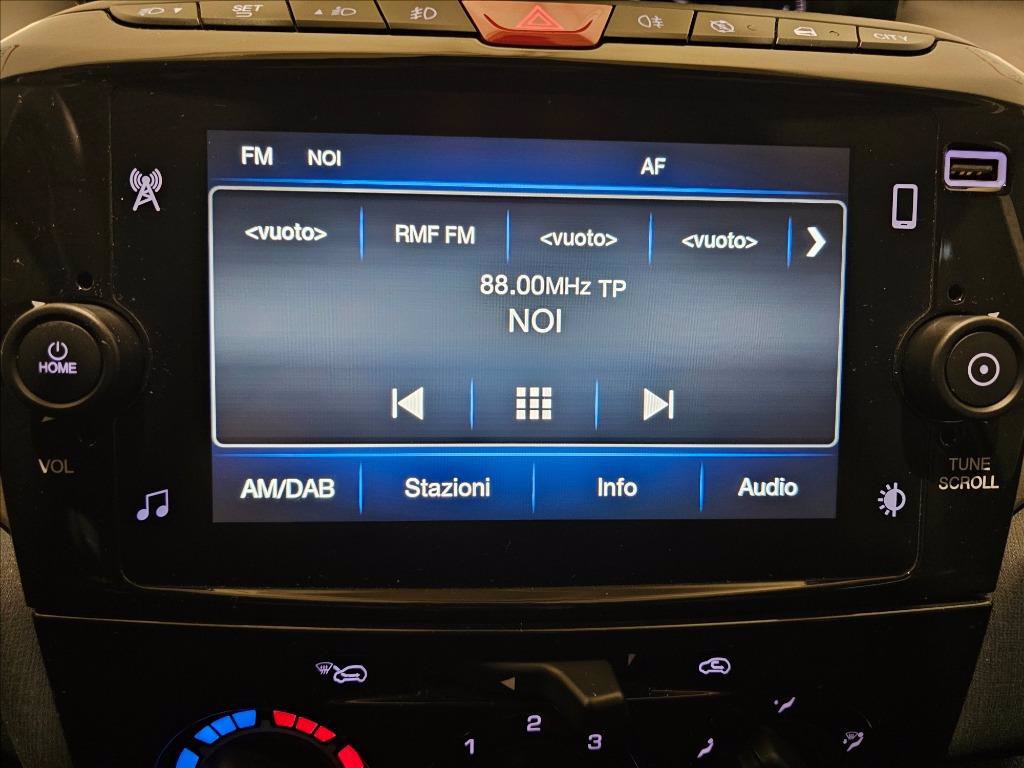 SET
CITY
FM NOI AF
<vuoto> RMF FM <vuoto> <vuoto>
88.00MHz TP
NOI
AM/DAB Stazioni Info Audio
HOME
VOL
TUNE
SCROLL
1 2 3